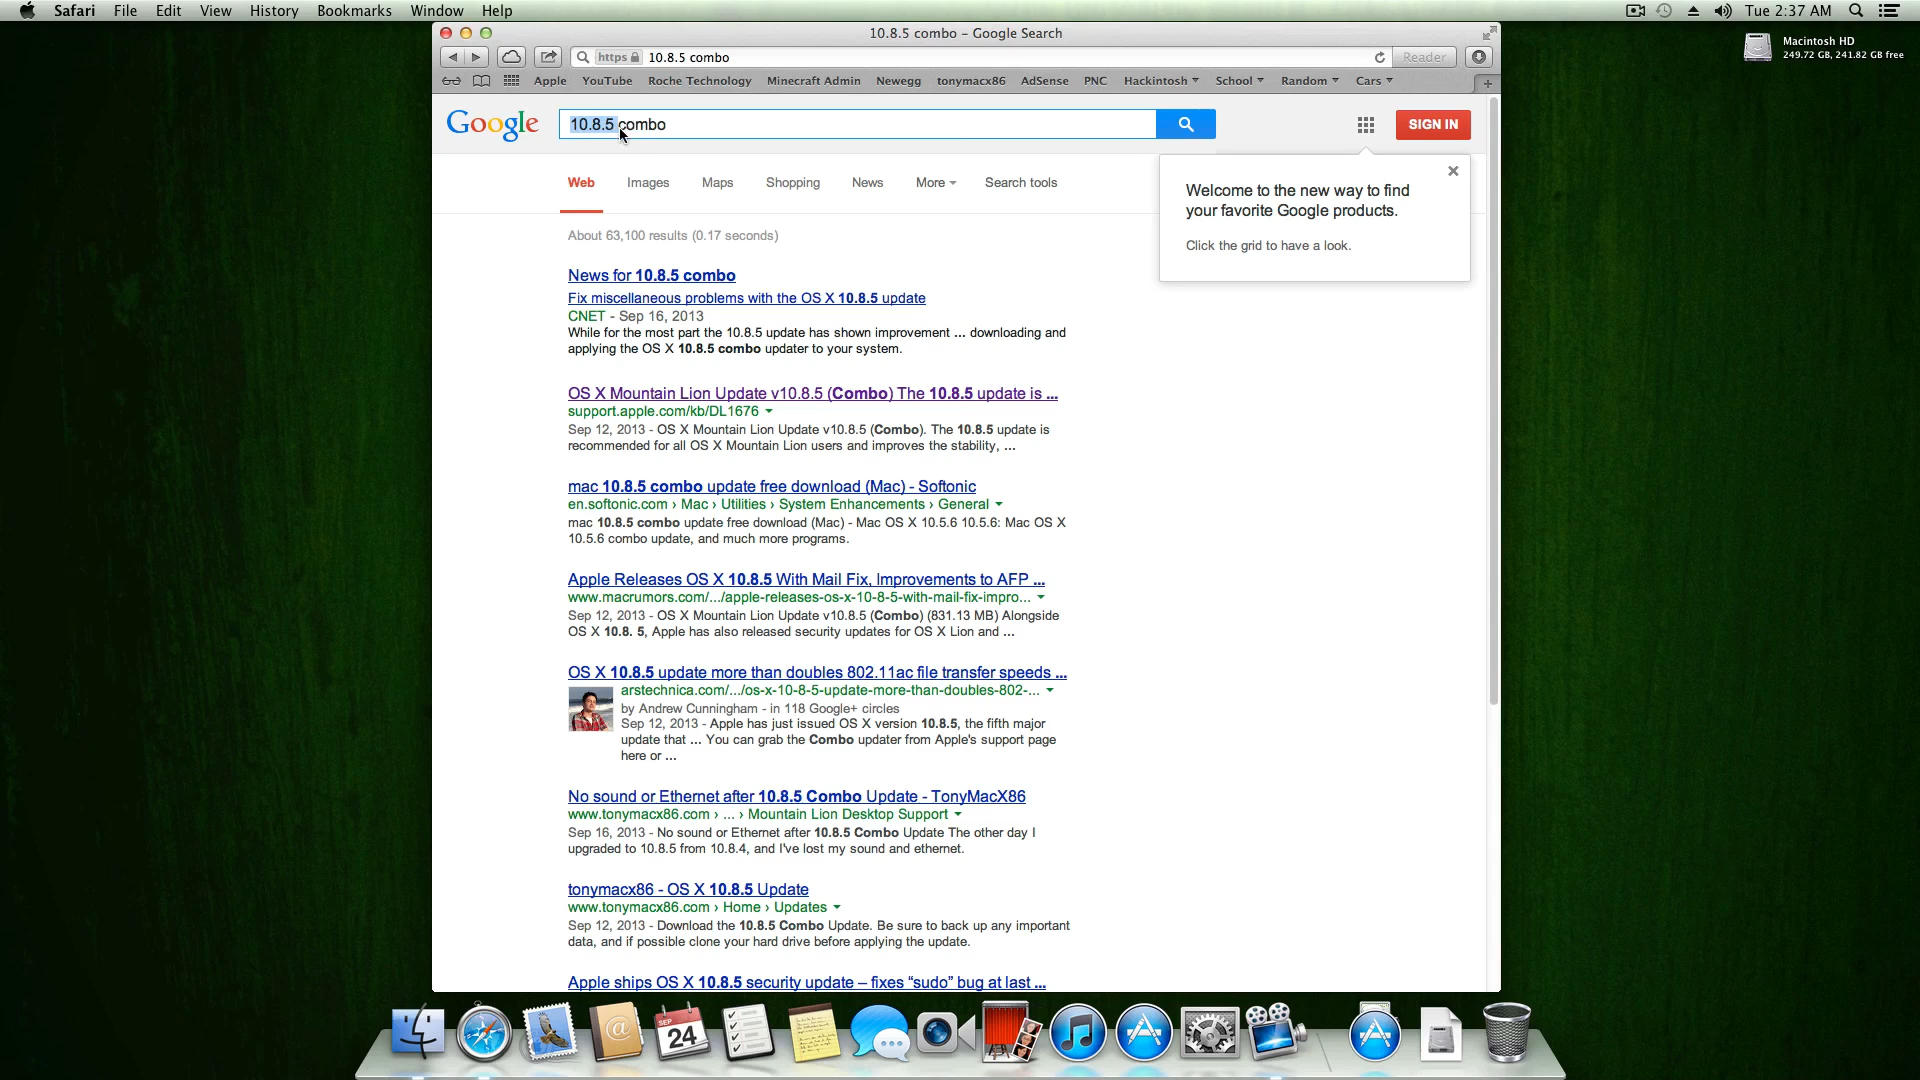 Safari File Edit View History Bookmarks Window Help
Tue 2:37 AM
Macintosh HD
249.72 GB, 241.82 GB free
10.8.5 combo – Google Search
https 10.8.5 combo
Reader
Apple YouTube Roche Technology Minecraft Admin Newegg tonymacx86 AdSense PNC Hackintosh School Random Cars
Google
10.8.5 combo
SIGN IN
Web Images Maps Shopping News More Search tools
Welcome to the new way to find
your favorite Google products.
Click the grid to have a look.
About 63,100 results (0.17 seconds)
News for 10.8.5 combo
Fix miscellaneous problems with the OS X 10.8.5 update
CNET - Sep 16, 2013
While for the most part the 10.8.5 update has shown improvement ... downloading and
applying the OS X 10.8.5 combo updater to your system.
OS X Mountain Lion Update v10.8.5 (Combo) The 10.8.5 update is ...
support.apple.com/kb/DL1676
Sep 12, 2013 - OS X Mountain Lion Update v10.8.5 (Combo). The 10.8.5 update is
recommended for all OS X Mountain Lion users and improves the stability, ...
mac 10.8.5 combo update free download (Mac) - Softonic
en.softonic.com › Mac › Utilities › System Enhancements › General
mac 10.8.5 combo update free download (Mac) - Mac OS X 10.5.6 10.5.6: Mac OS X
10.5.6 combo update, and much more programs.
Apple Releases OS X 10.8.5 With Mail Fix, Improvements to AFP ...
www.macrumors.com/.../apple-releases-os-x-10-8-5-with-mail-fix-impro...
Sep 12, 2013 - OS X Mountain Lion Update v10.8.5 (Combo) (831.13 MB) Alongside
OS X 10.8. 5, Apple has also released security updates for OS X Lion and ...
OS X 10.8.5 update more than doubles 802.11ac file transfer speeds ...
arstechnica.com/.../os-x-10-8-5-update-more-than-doubles-802-...
by Andrew Cunningham - in 118 Google+ circles
Sep 12, 2013 - Apple has just issued OS X version 10.8.5, the fifth major
update that ... You can grab the Combo updater from Apple's support page
here or ...
No sound or Ethernet after 10.8.5 Combo Update - TonyMacX86
www.tonymacx86.com › ... › Mountain Lion Desktop Support
Sep 16, 2013 - No sound or Ethernet after 10.8.5 Combo Update The other day I
upgraded to 10.8.5 from 10.8.4, and I've lost my sound and ethernet.
tonymacx86 - OS X 10.8.5 Update
www.tonymacx86.com › Home › Updates
Sep 12, 2013 - Download the 10.8.5 Combo Update. Be sure to back up any important
data, and if possible clone your hard drive before applying the update.
Apple ships OS X 10.8.5 security update – fixes "sudo" bug at last ...
SEP
24